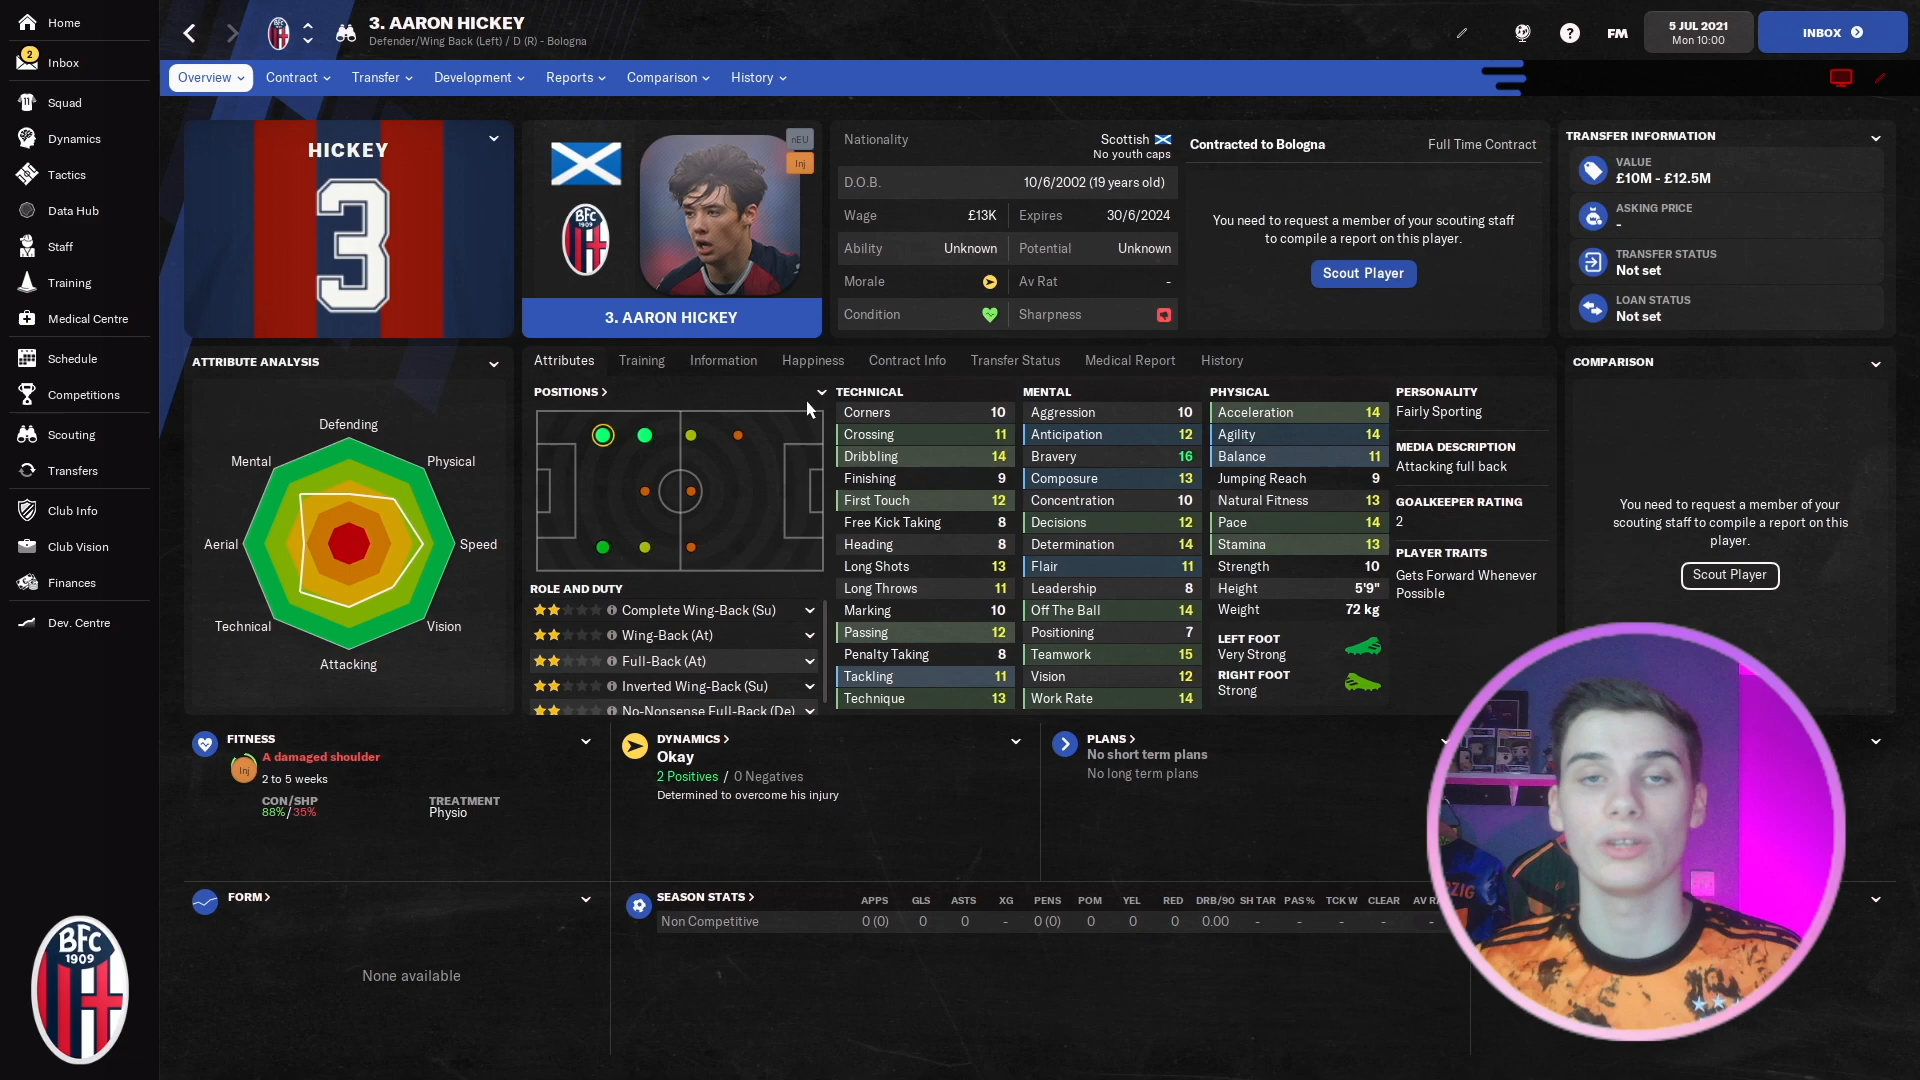 Home
Inbox
2
Squad
Dynamics
Tactics
Data Hub
Staff
Training
Medical Centre
Schedule
Competitions
Scouting
Transfers
Club Info
Club Vision
Finances
Dev. Centre
BFC
1909
3. AARON HICKEY
Defender/Wing Back (Left) / D (R) - Bologna
FM
5 JUL 2021
Mon 10:00
INBOX
Overview
Contract
Transfer
Development
Reports
Comparison
History
HICKEY
3
BFC
1909
nEU
Inj
3. AARON HICKEY
Nationality Scottish
No youth caps
D.O.B. 10/6/2002 (19 years old)
Wage £13K Expires 30/6/2024
Ability Unknown Potential Unknown
Morale Av Rat -
Condition Sharpness
Contracted to Bologna Full Time Contract
You need to request a member of your scouting staff
to compile a report on this player.
Scout Player
TRANSFER INFORMATION
VALUE
£10M - £12.5M
ASKING PRICE
-
TRANSFER STATUS
Not set
LOAN STATUS
Not set
ATTRIBUTE ANALYSIS
Defending
Mental Physical
Aerial Speed
Technical Vision
Attacking
Attributes Training Information Happiness Contract Info Transfer Status Medical Report History
POSITIONS
ROLE AND DUTY
Complete Wing-Back (Su)
Wing-Back (At)
Full-Back (At)
Inverted Wing-Back (Su)
No-Nonsense Full-Back (De)
TECHNICAL
Corners 10
Crossing 11
Dribbling 14
Finishing 9
First Touch 12
Free Kick Taking 8
Heading 8
Long Shots 13
Long Throws 11
Marking 10
Passing 12
Penalty Taking 8
Tackling 11
Technique 13
MENTAL
Aggression 10
Anticipation 12
Bravery 16
Composure 13
Concentration 10
Decisions 12
Determination 14
Flair 11
Leadership 8
Off The Ball 14
Positioning 7
Teamwork 15
Vision 12
Work Rate 14
PHYSICAL
Acceleration 14
Agility 14
Balance 11
Jumping Reach 9
Natural Fitness 13
Pace 14
Stamina 13
Strength 10
Height 5'9"
Weight 72 kg
LEFT FOOT
Very Strong
RIGHT FOOT
Strong
PERSONALITY
Fairly Sporting
MEDIA DESCRIPTION
Attacking full back
GOALKEEPER RATING
2
PLAYER TRAITS
Gets Forward Whenever
Possible
COMPARISON
You need to request a member of your
scouting staff to compile a report on this
player.
Scout Player
FITNESS
Inj
A damaged shoulder
2 to 5 weeks
CON/SHP TREATMENT
88%/35% Physio
DYNAMICS
Okay
2 Positives / 0 Negatives
Determined to overcome his injury
PLANS
No short term plans
No long term plans
FORM
None available
SEASON STATS APPS GLS ASTS XG PENS POM YEL RED DRB/90 SH TAR PAS % TCK W CLEAR
Non Competitive 0 (0) 0 0 - 0 (0) 0 0 0 0.00 - - - - -